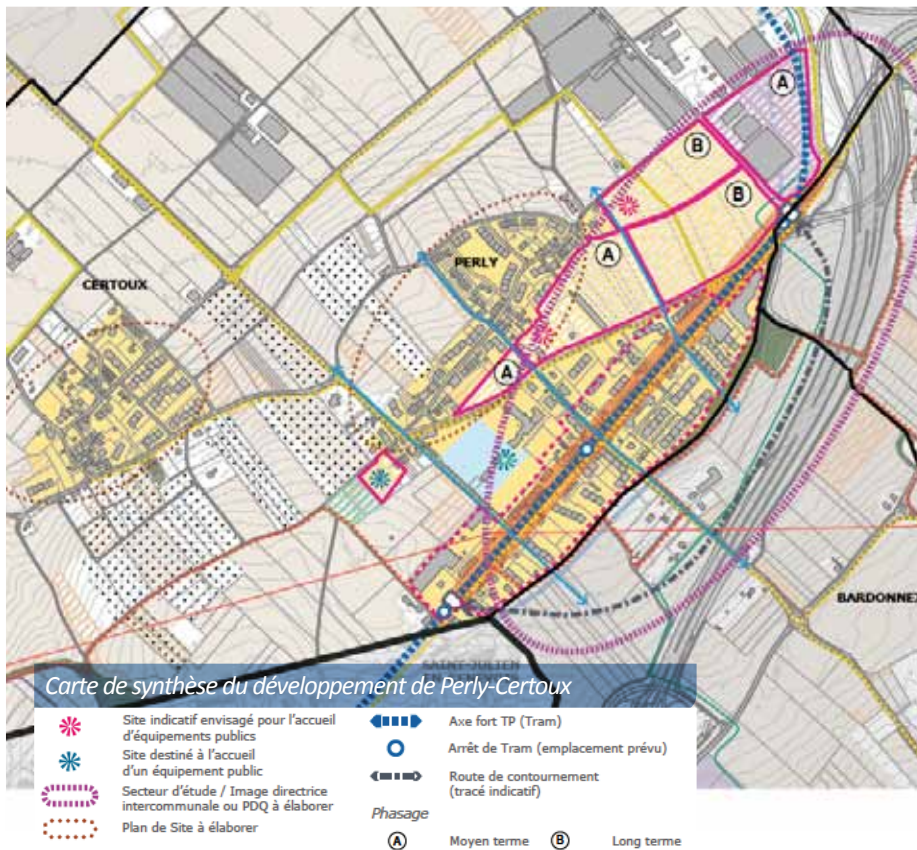 A
B
B
A
PERLY
CERTOUX
A
BARDONNEX
SAINT-JULIEN
Carte de synthèse du développement de Perly-Certoux
Site indicatif envisagé pour l'accueil
d'équipements publics
Site destiné à l'accueil
d'un équipement public
Secteur d'étude / Image directrice
intercommunale ou PDQ à élaborer
Plan de Site à élaborer
Axe fort TP (Tram)
Arrêt de Tram (emplacement prévu)
Route de contournement
(tracé indicatif)
Phasage
A Moyen terme B Long terme